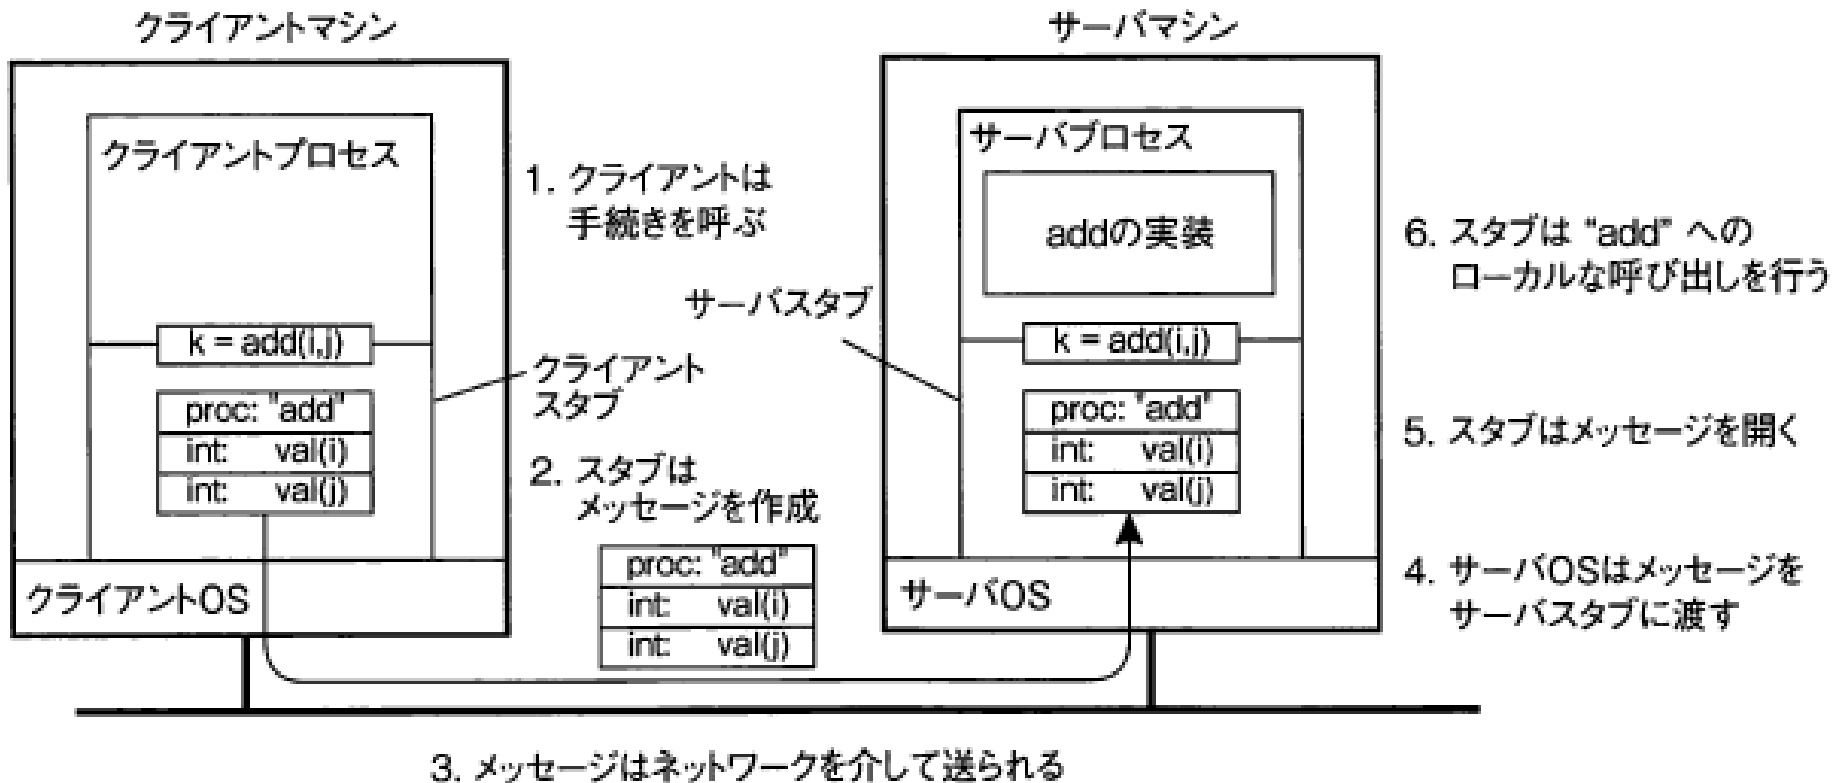 クライアントマシン
サーバマシン
クライアントプロセス
k = add(i,j)
proc: "add"
int: val(i)
int: val(j)
クライアントOS
1. クライアントは
手続きを呼ぶ
サーバスタブ
クライアント
スタブ
2. スタブは
メッセージを作成
proc: "add"
int: val(i)
int: val(j)
サーバプロセス
addの実装
k = add(i,j)
proc: "add"
int: val(i)
int: val(j)
サーバOS
6. スタブは "add" への
ローカルな呼び出しを行う
5. スタブはメッセージを開く
4. サーバOSはメッセージを
サーバスタブに渡す
3. メッセージはネットワークを介して送られる